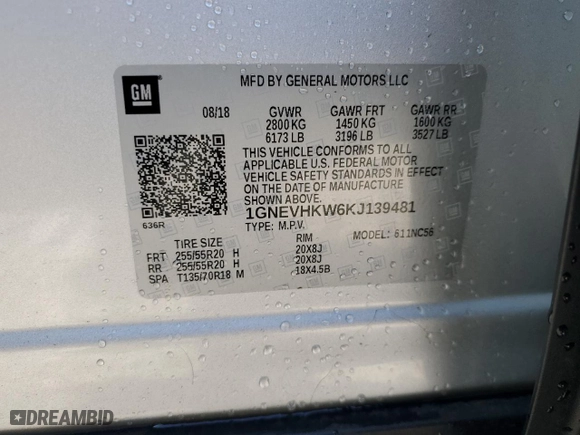 GM
MFD BY GENERAL MOTORS LLC
08/18 GVWR GAWR FRT GAWR RR
2800 KG 1450 KG 1600 KG
6173 LB 3196 LB 3527 LB
THIS VEHICLE CONFORMS TO ALL
APPLICABLE U.S. FEDERAL MOTOR
VEHICLE SAFETY STANDARDS IN EFFECT
ON THE DATE OF MANUFACTURE
SHOWN ABOVE.
1GNEVHKW6KJ139481
636R
TYPE: M.P.V. MODEL: 611NC56
TIRE SIZE RIM
FRT 255/55R20 H 20X8J
RR 255/55R20 H 20X8J
SPA T135/70R18 M 18X4.5B
DREAMBID